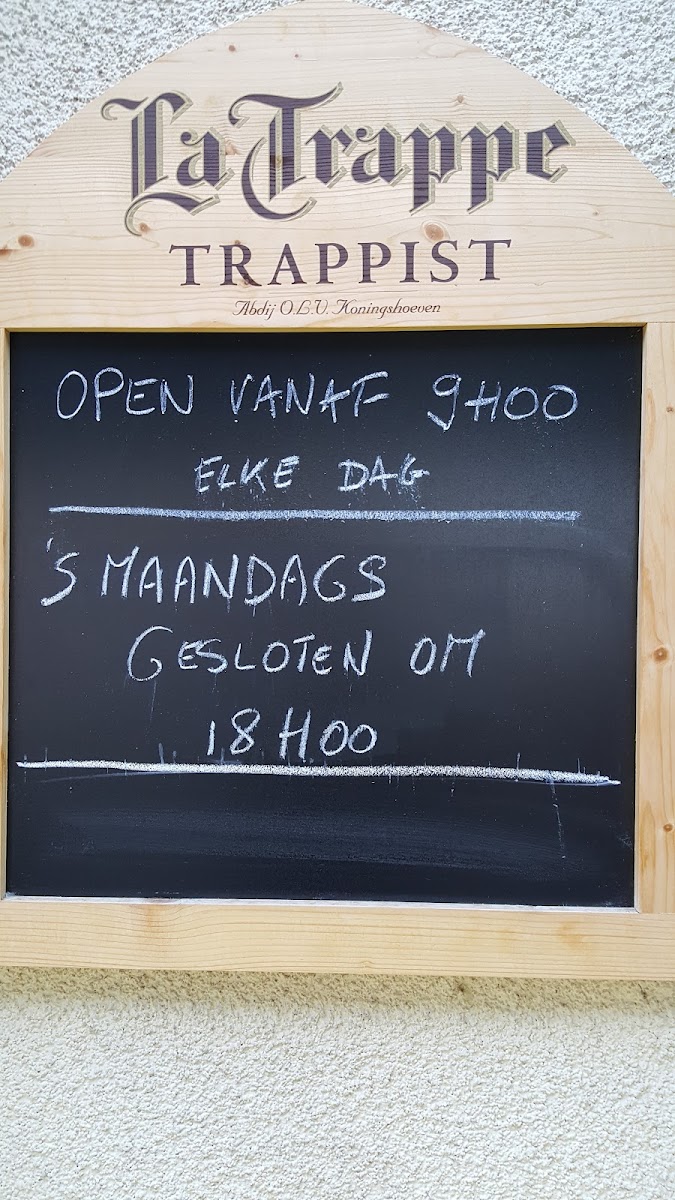 La Trappe
TRAPPIST
Abdij O.L.V. Koningshoeven
OPEN VANAF 9H00
ELKE DAG
'S MAANDAGS
GESLOTEN OM
18H00